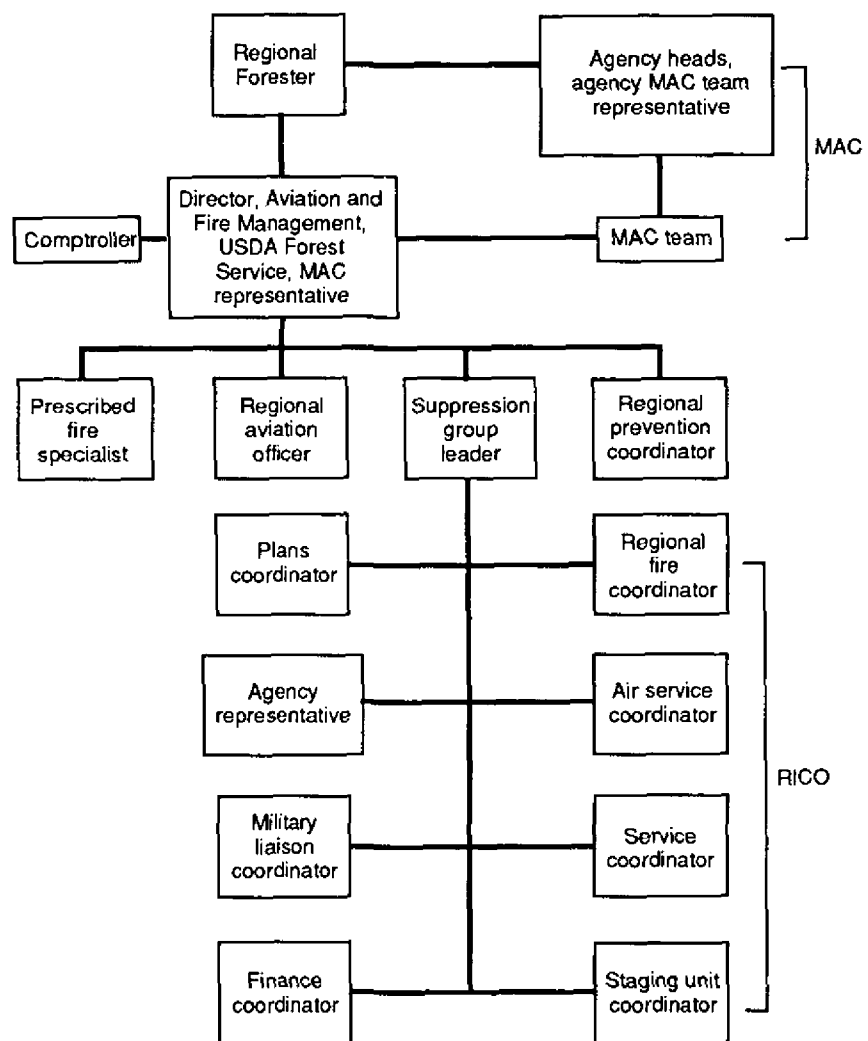 Regional
Forester
Agency heads,
agency MAC team
representative
MAC
Director, Aviation and
Fire Management,
USDA Forest
Service, MAC
representative
Comptroller
MAC team
Prescribed
fire
specialist
Regional
aviation
officer
Suppression
group
leader
Regional
prevention
coordinator
Plans
coordinator
Regional
fire
coordinator
Agency
representative
Air service
coordinator
RICO
Military
liaison
coordinator
Service
coordinator
Finance
coordinator
Staging unit
coordinator